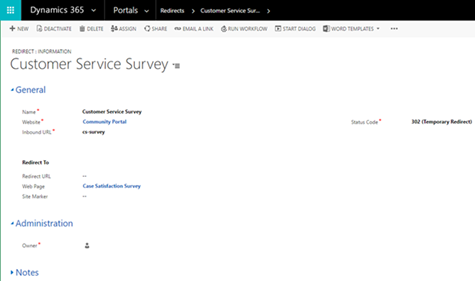 Dynamics 365 Portals Redirects > Customer Service Sur... >
+ NEW DEACTIVATE DELETE ASSIGN SHARE EMAIL A LINK RUN WORKFLOW START DIALOG WORD TEMPLATES ...
REDIRECT : INFORMATION
Customer Service Survey
General
Name* Customer Service Survey
Website* Community Portal Status Code* 302 (Temporary Redirect)
Inbound URL* cs-survey
Redirect To
Redirect URL --
Web Page Case Satisfaction Survey
Site Marker --
Administration
Owner*
Notes